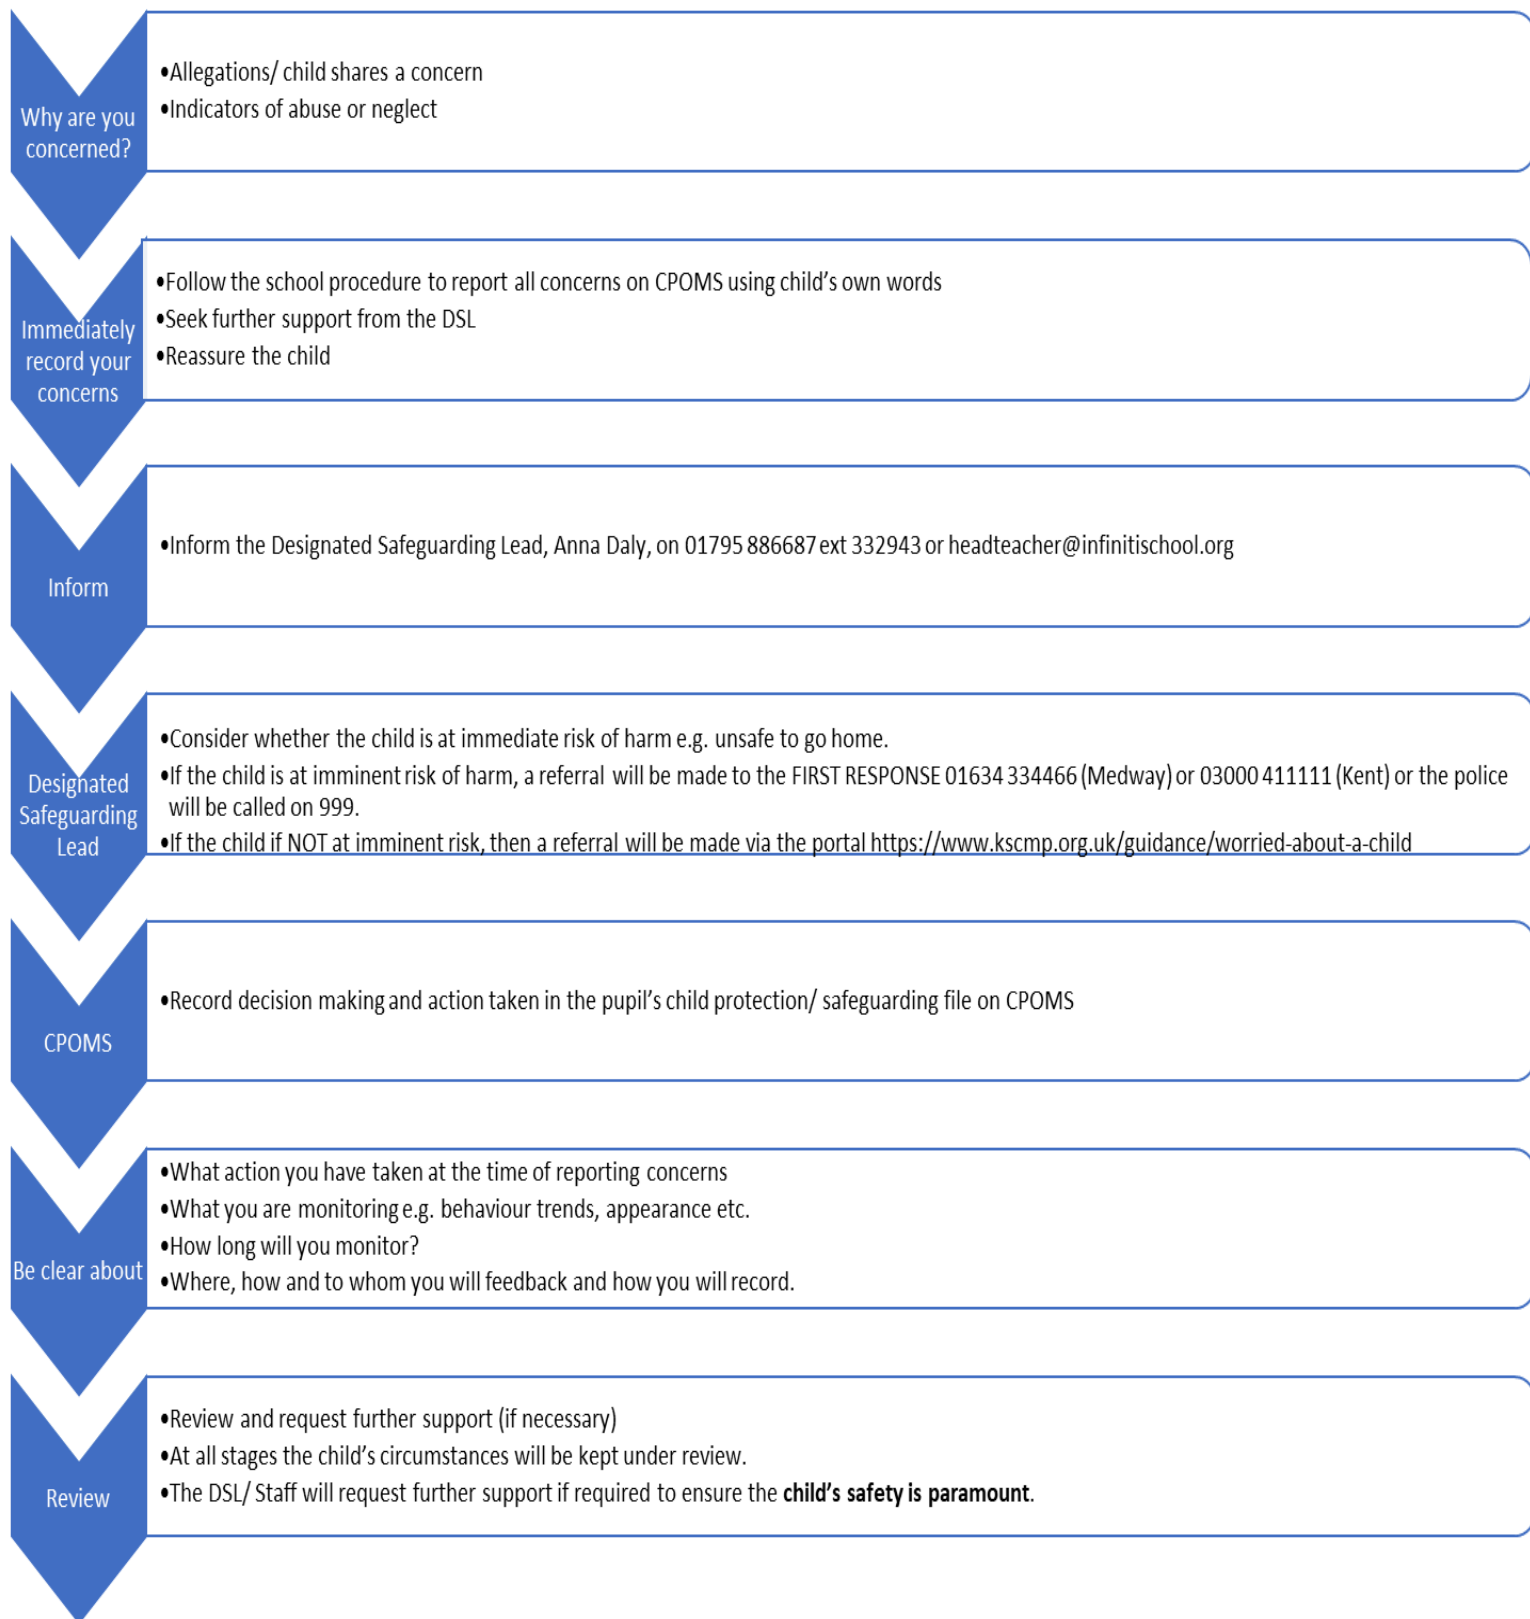 Why are you
concerned?
•Allegations/ child shares a concern
•Indicators of abuse or neglect
Immediately
record your
concerns
•Follow the school procedure to report all concerns on CPOMS using child's own words
•Seek further support from the DSL
•Reassure the child
Inform
•Inform the Designated Safeguarding Lead, Anna Daly, on 01795 886687 ext 332943 or headteacher@infinitischool.org
Designated
Safeguarding
Lead
•Consider whether the child is at immediate risk of harm e.g. unsafe to go home.
•If the child is at imminent risk of harm, a referral will be made to the FIRST RESPONSE 01634 334466 (Medway) or 03000 411111 (Kent) or the police
will be called on 999.
•If the child if NOT at imminent risk, then a referral will be made via the portal https://www.kscmp.org.uk/guidance/worried-about-a-child
CPOMS
•Record decision making and action taken in the pupil's child protection/ safeguarding file on CPOMS
Be clear about
•What action you have taken at the time of reporting concerns
•What you are monitoring e.g. behaviour trends, appearance etc.
•How long will you monitor?
•Where, how and to whom you will feedback and how you will record.
Review
•Review and request further support (if necessary)
•At all stages the child's circumstances will be kept under review.
•The DSL/ Staff will request further support if required to ensure the child's safety is paramount.